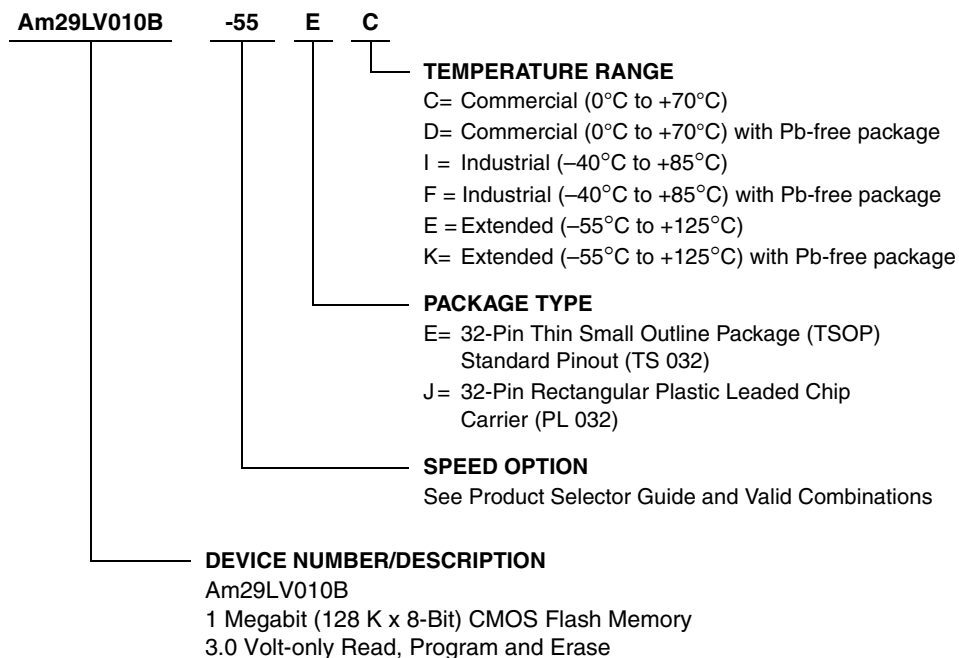 Am29LV010B -55 E C
TEMPERATURE RANGE
C= Commercial (0°C to +70°C)
D= Commercial (0°C to +70°C) with Pb-free package
I = Industrial (–40°C to +85°C)
F = Industrial (–40°C to +85°C) with Pb-free package
E = Extended (–55°C to +125°C)
K= Extended (–55°C to +125°C) with Pb-free package
PACKAGE TYPE
E= 32-Pin Thin Small Outline Package (TSOP)
Standard Pinout (TS 032)
J= 32-Pin Rectangular Plastic Leaded Chip
Carrier (PL 032)
SPEED OPTION
See Product Selector Guide and Valid Combinations
DEVICE NUMBER/DESCRIPTION
Am29LV010B
1 Megabit (128 K x 8-Bit) CMOS Flash Memory
3.0 Volt-only Read, Program and Erase